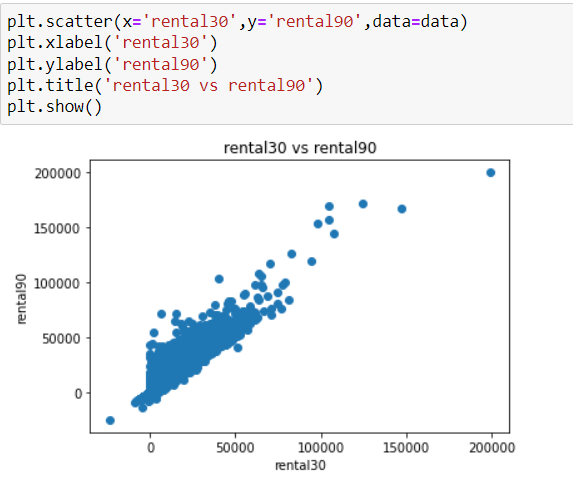 plt.scatter(x='rental30',y='rental90',data=data)
plt.xlabel('rental30')
plt.ylabel('rental90')
plt.title('rental30 vs rental90')
plt.show()
rental30 vs rental90
200000
150000
100000
50000
0
rental90
0 50000 100000 150000 200000
rental30